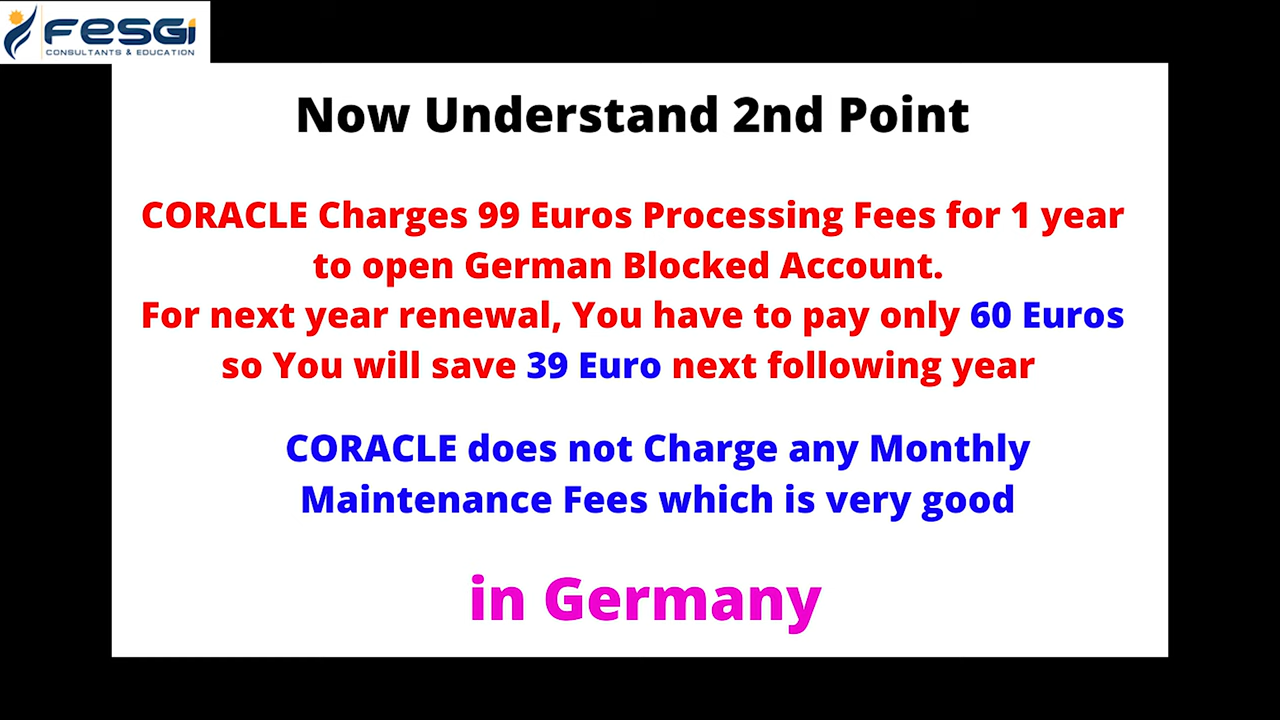 FESGi
CONSULTANTS & EDUCATION
Now Understand 2nd Point
CORACLE Charges 99 Euros Processing Fees for 1 year
to open German Blocked Account.
For next year renewal, You have to pay only 60 Euros
so You will save 39 Euro next following year
CORACLE does not Charge any Monthly
Maintenance Fees which is very good
in Germany